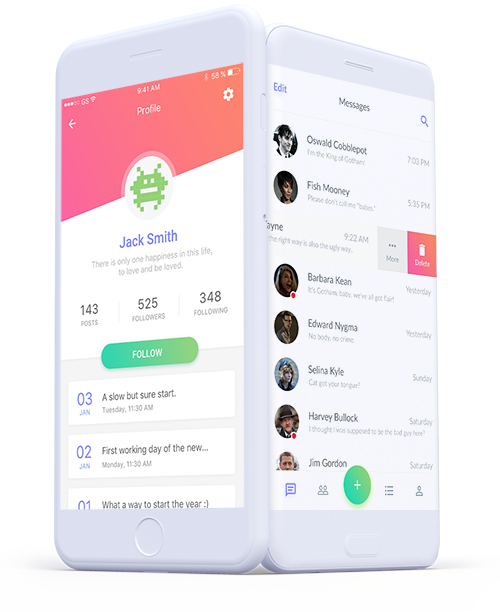 GS
9:41 AM
58 %
Profile
Jack Smith
There is only one happiness in this life,
to love and be loved.
143
POSTS
525
FOLLOWERS
348
FOLLOWING
FOLLOW
03
JAN
A slow but sure start.
Tuesday, 11:30 AM
02
JAN
First working day of the new...
Monday, 11:30 AM
01
What a way to start the year :)
Edit
Messages
Oswald Cobblepot
I'm the King of Gotham
7:03 PM
Fish Mooney
Please don't call me "babes."
5:35 PM
ayne
9:22 AM
the right way is also the ugly way.
More
Delete
Barbara Kean
It's Gotham, baby, we've all got flair!
Yesterday
Edward Nygma
No body, no crime
Yesterday
Selina Kyle
Cat got your tongue?
Sunday
Harvey Bullock
I thought I was supposed to be the bad guy here?
Saturday
Jim Gordon
Saturday
+